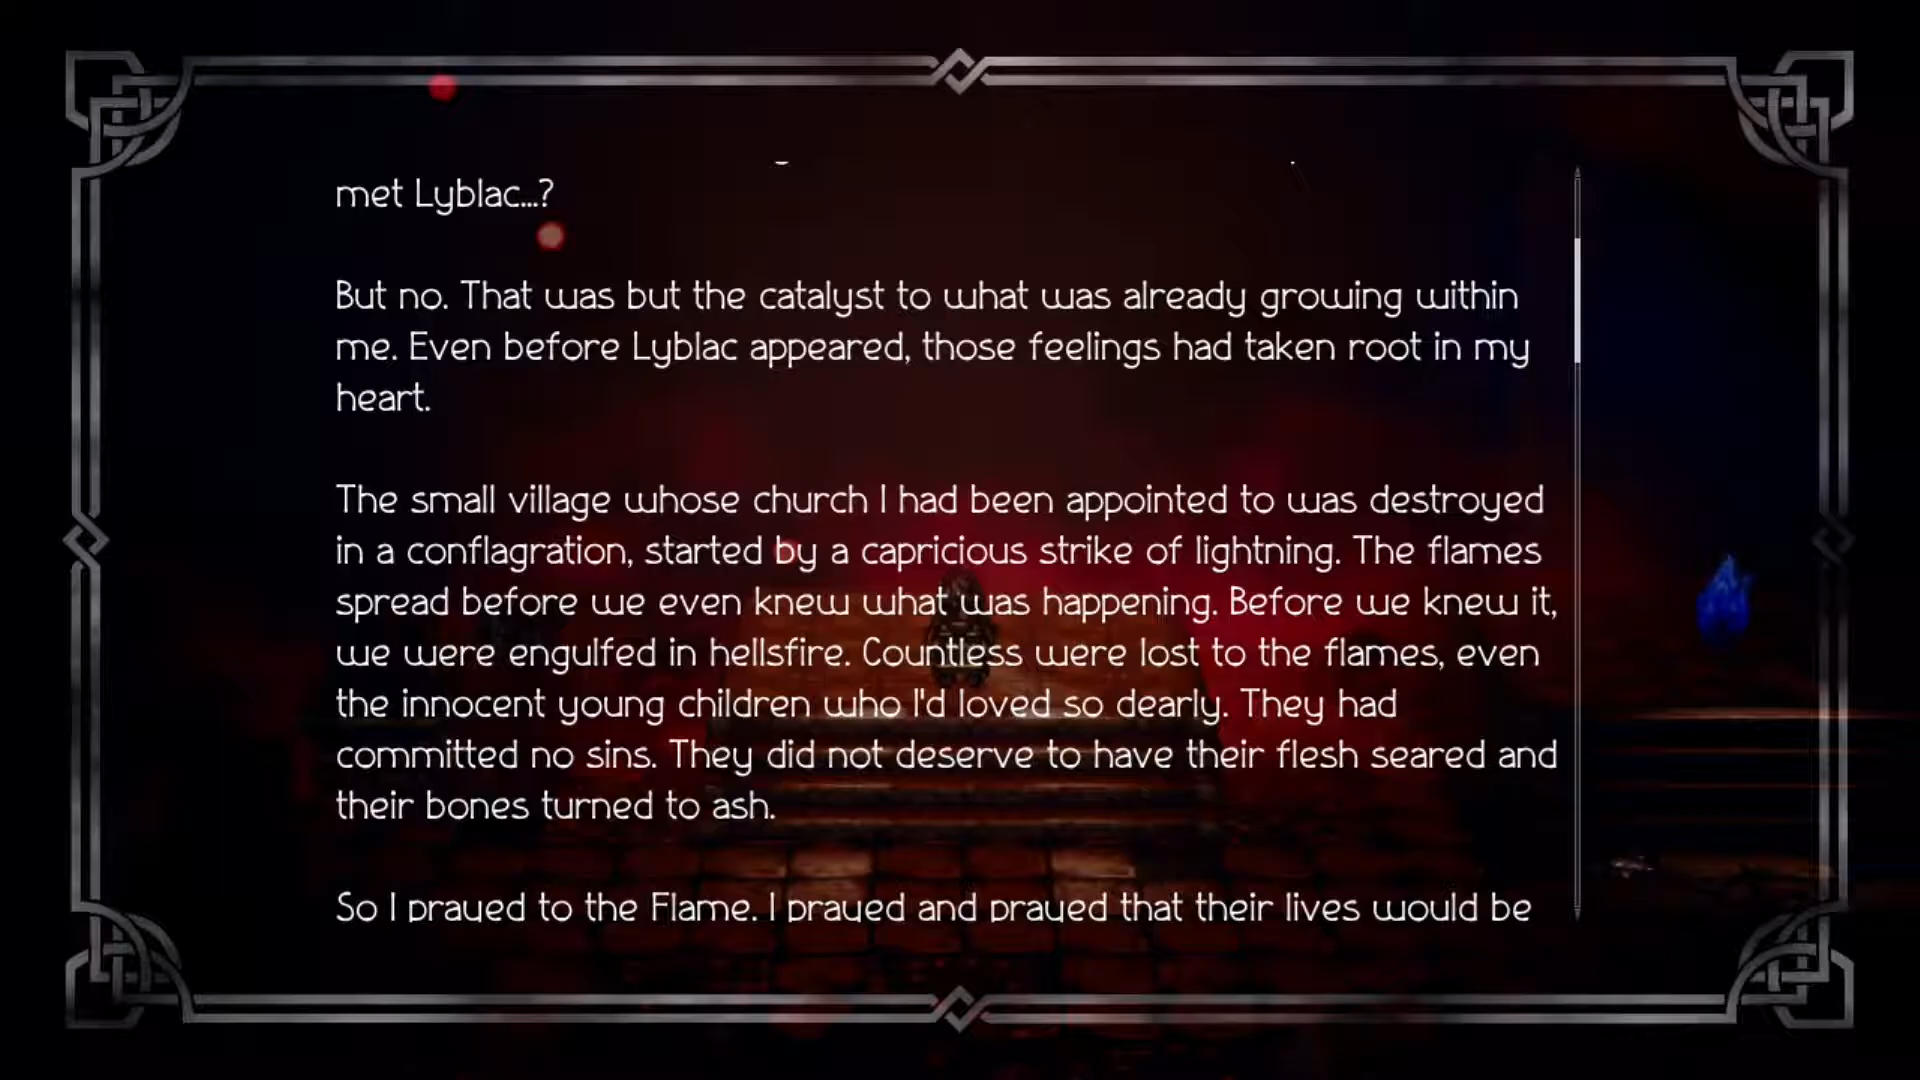 met Lyblac...?
But no. That was but the catalyst to what was already growing within
me. Even before Lyblac appeared, those feelings had taken root in my
heart.
The small village whose church I had been appointed to was destroyed
in a conflagration, started by a capricious strike of lightning. The flames
spread before we even knew what was happening. Before we knew it,
we were engulfed in hellsfire. Countless were lost to the flames, even
the innocent young children who I'd loved so dearly. They had
committed no sins. They did not deserve to have their flesh seared and
their bones turned to ash.
So I prayed to the Flame. I prayed and prayed that their lives would be